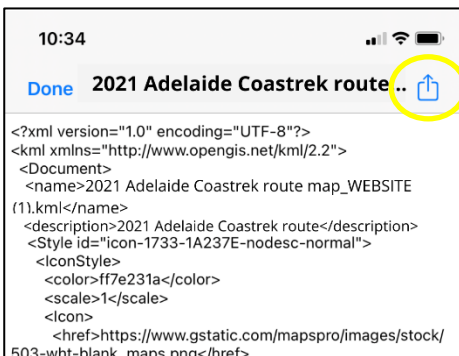 10:34
Done 2021 Adelaide Coastrek route..
<?xml version="1.0" encoding="UTF-8"?>
<kml xmlns="http://www.opengis.net/kml/2.2">
<Document>
<name>2021 Adelaide Coastrek route map_WEBSITE
(1).kml</name>
<description>2021 Adelaide Coastrek route</description>
<Style id="icon-1733-1A237E-nodesc-normal">
<IconStyle>
<color>ff7e231a</color>
<scale>1</scale>
<Icon>
<href>https://www.gstatic.com/mapspro/images/stock/
503-wht-blank_maps.png</href>